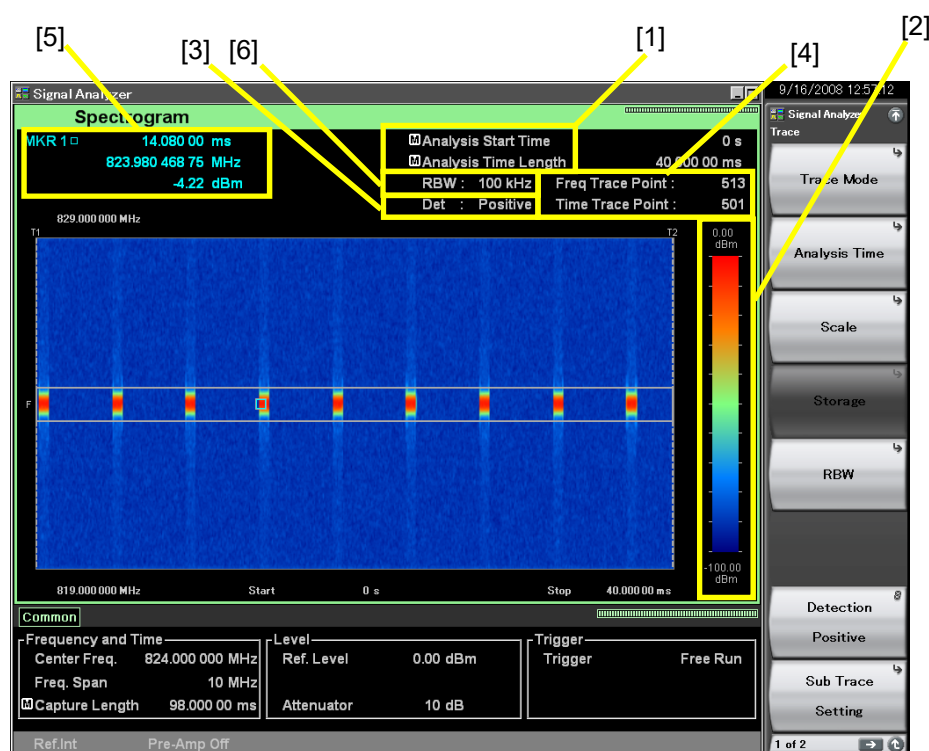 [5]
[3] [6]
[1]
[4]
[2]
Signal Analyzer
9/16/2008 12:57:12
Spectrogram
MKR 1
14.080 00 ms
823.980 468 75 MHz
-4.22 dBm
M Analysis Start Time 0 s
M Analysis Time Length 40.000 00 ms
RBW : 100 kHz
Freq Trace Point : 513
Det : Positive
Time Trace Point : 501
829.000 000 MHz
T1
T2
0.00
dBm
F
-100.00
dBm
819.000 000 MHz
Start 0 s
Stop 40.000 00 ms
Common
Frequency and Time
Center Freq. 824.000 000 MHz
Freq. Span 10 MHz
M Capture Length 98.000 00 ms
Level
Ref. Level 0.00 dBm
Attenuator 10 dB
Trigger
Trigger Free Run
Ref.Int Pre-Amp Off
Signal Analyzer
Trace
Trace Mode
Analysis Time
Scale
Storage
RBW
Detection
Positive
8
Sub Trace
Setting
1 of 2